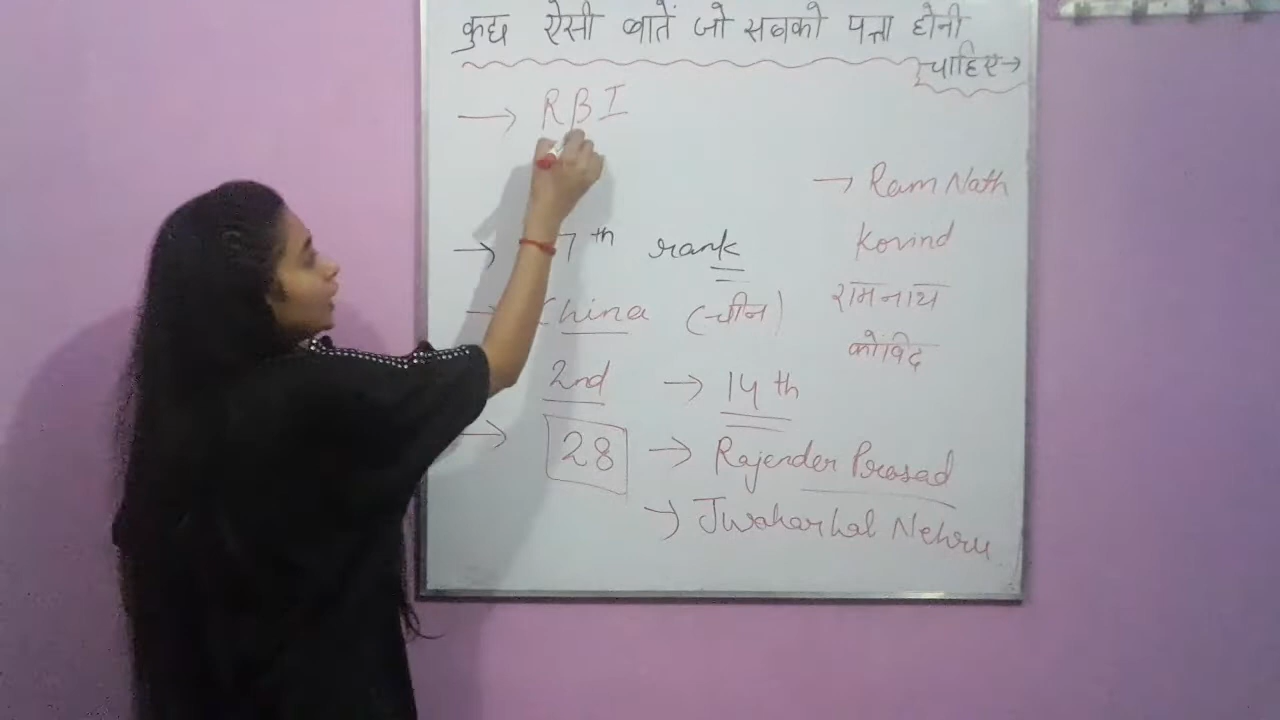 कुछ ऐसी बातें जो सबको पता होनी
चाहिए →
→ RBI
→ 7th rank
→ China (चीन)
2nd → 14th
→ 28 → Rajender Prasad
→ Jwaharlal Nehru
→ Ram Nath
Kovind
रामनाथ
कोविंद